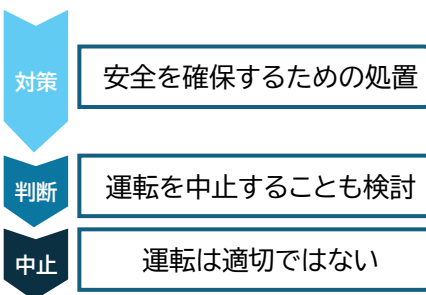 対策
安全を確保するための処置
判断
運転を中止することも検討
中止
運転は適切ではない